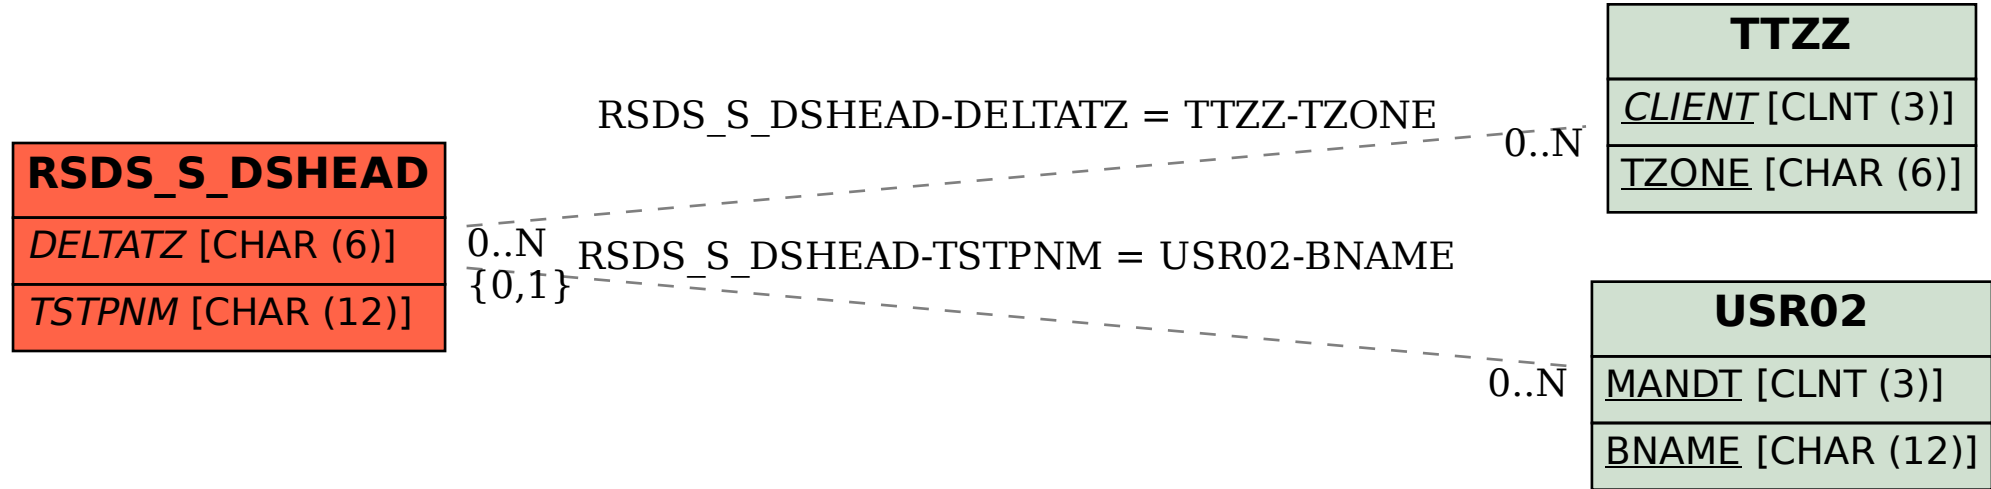 TTZZ
CLIENT [CLNT (3)]
TZONE [CHAR (6)]
RSDS_S_DSHEAD-DELTATZ = TTZZ-TZONE
0..N
RSDS_S_DSHEAD
DELTATZ [CHAR (6)]
TSTPNM [CHAR (12)]
0..N
{0,1}
RSDS_S_DSHEAD-TSTPNM = USR02-BNAME
0..N
USR02
MANDT [CLNT (3)]
BNAME [CHAR (12)]